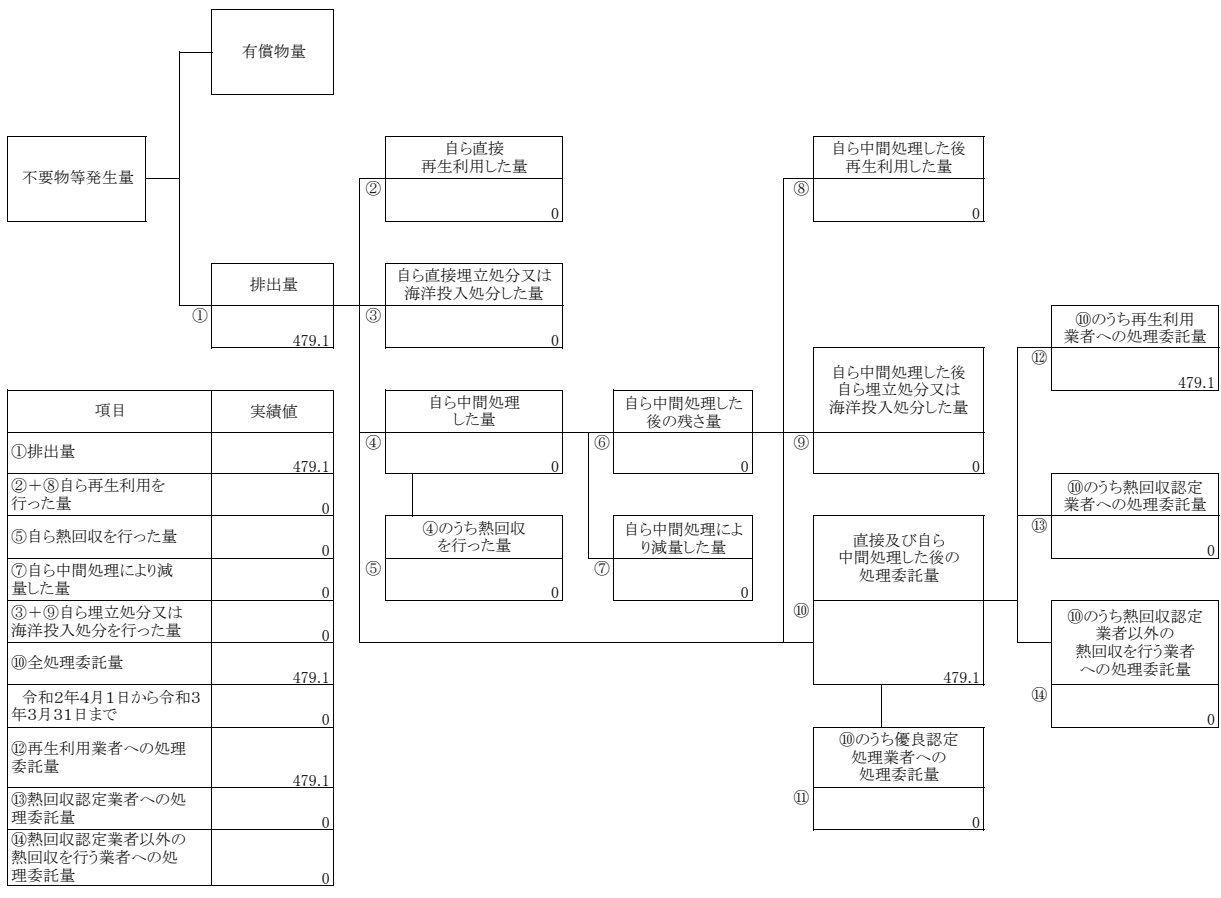 有償物量
不要物等発生量
排出量
①
479.1
自ら直接
再生利用した量
②
0
自ら直接埋立処分又は
海洋投入処分した量
③
0
自ら中間処理
した量
④
0
④のうち熱回収
を行った量
⑤
0
自ら中間処理した
後の残さ量
⑥
0
自ら中間処理によ
り減量した量
⑦
0
自ら中間処理した後
再生利用した量
⑧
0
自ら中間処理した後
自ら埋立処分又は
海洋投入処分した量
⑨
0
直接及び自ら
中間処理した後の
処理委託量
⑩
479.1
⑩のうち優良認定
処理業者への
処理委託量
⑪
0
⑩のうち再生利用
業者への処理委託量
⑫
479.1
⑩のうち熱回収認定
業者への処理委託量
⑬
0
⑩のうち熱回収認定
業者以外の
熱回収を行う業者
への処理委託量
⑭
0
項目 実績値
①排出量
479.1
②＋⑧自ら再生利用を
行った量
0
⑤自ら熱回収を行った量
0
⑦自ら中間処理により減
量した量
0
③＋⑨自ら埋立処分又は
海洋投入処分を行った量
0
⑩全処理委託量
479.1
令和2年4月1日から令和3
年3月31日まで
0
⑫再生利用業者への処理
委託量
479.1
⑬熱回収認定業者への処
理委託量
0
⑭熱回収認定業者以外の
熱回収を行う業者への処
理委託量
0